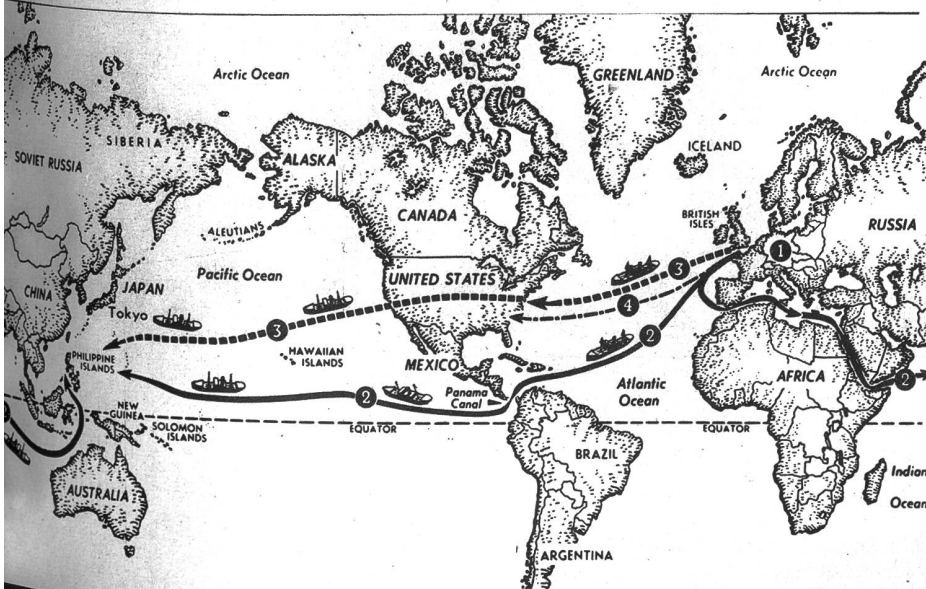 Arctic Ocean
GREENLAND
Arctic Ocean
SIBERIA
SOVIET RUSSIA
ALASKA
ICELAND
CANADA
BRITISH
ISLES
RUSSIA
ALEUTIANS
1
Pacific Ocean
UNITED STATES
3
CHINA
JAPAN
4
Tokyo
3
2
HAWAIIAN
ISLANDS
MEXICO
PHILIPPINE
ISLANDS
AFRICA
2
Atlantic
Ocean
Panama
Canal
2
NEW
GUINEA
SOLOMON
ISLANDS
EQUATOR
EQUATOR
BRAZIL
Indian
Ocean
AUSTRALIA
ARGENTINA